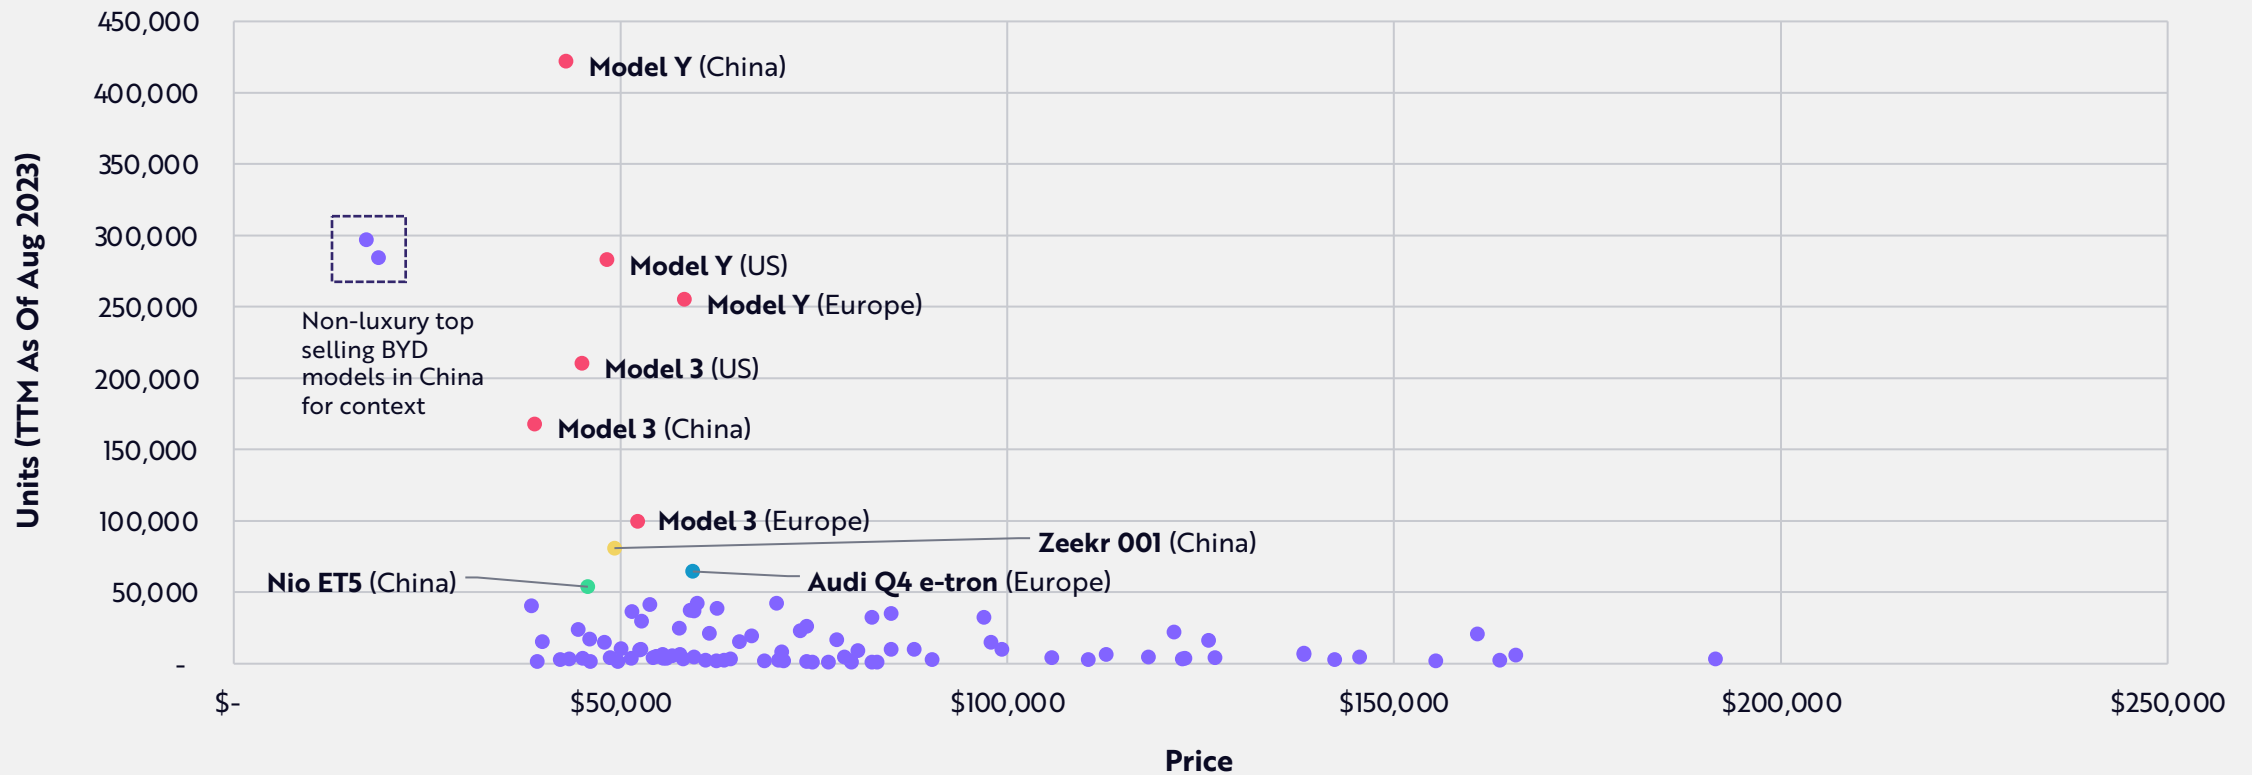 450,000
400,000
350,000
300,000
250,000
200,000
150,000
100,000
50,000
-
Units (TTM As Of Aug 2023)
Model Y (China)
Model Y (US)
Model Y (Europe)
Non-luxury top
selling BYD
models in China
for context
Model 3 (US)
Model 3 (China)
Model 3 (Europe)
Zeekr 001 (China)
Nio ET5 (China)
Audi Q4 e-tron (Europe)
$-
$50,000
$100,000
$150,000
$200,000
$250,000
Price